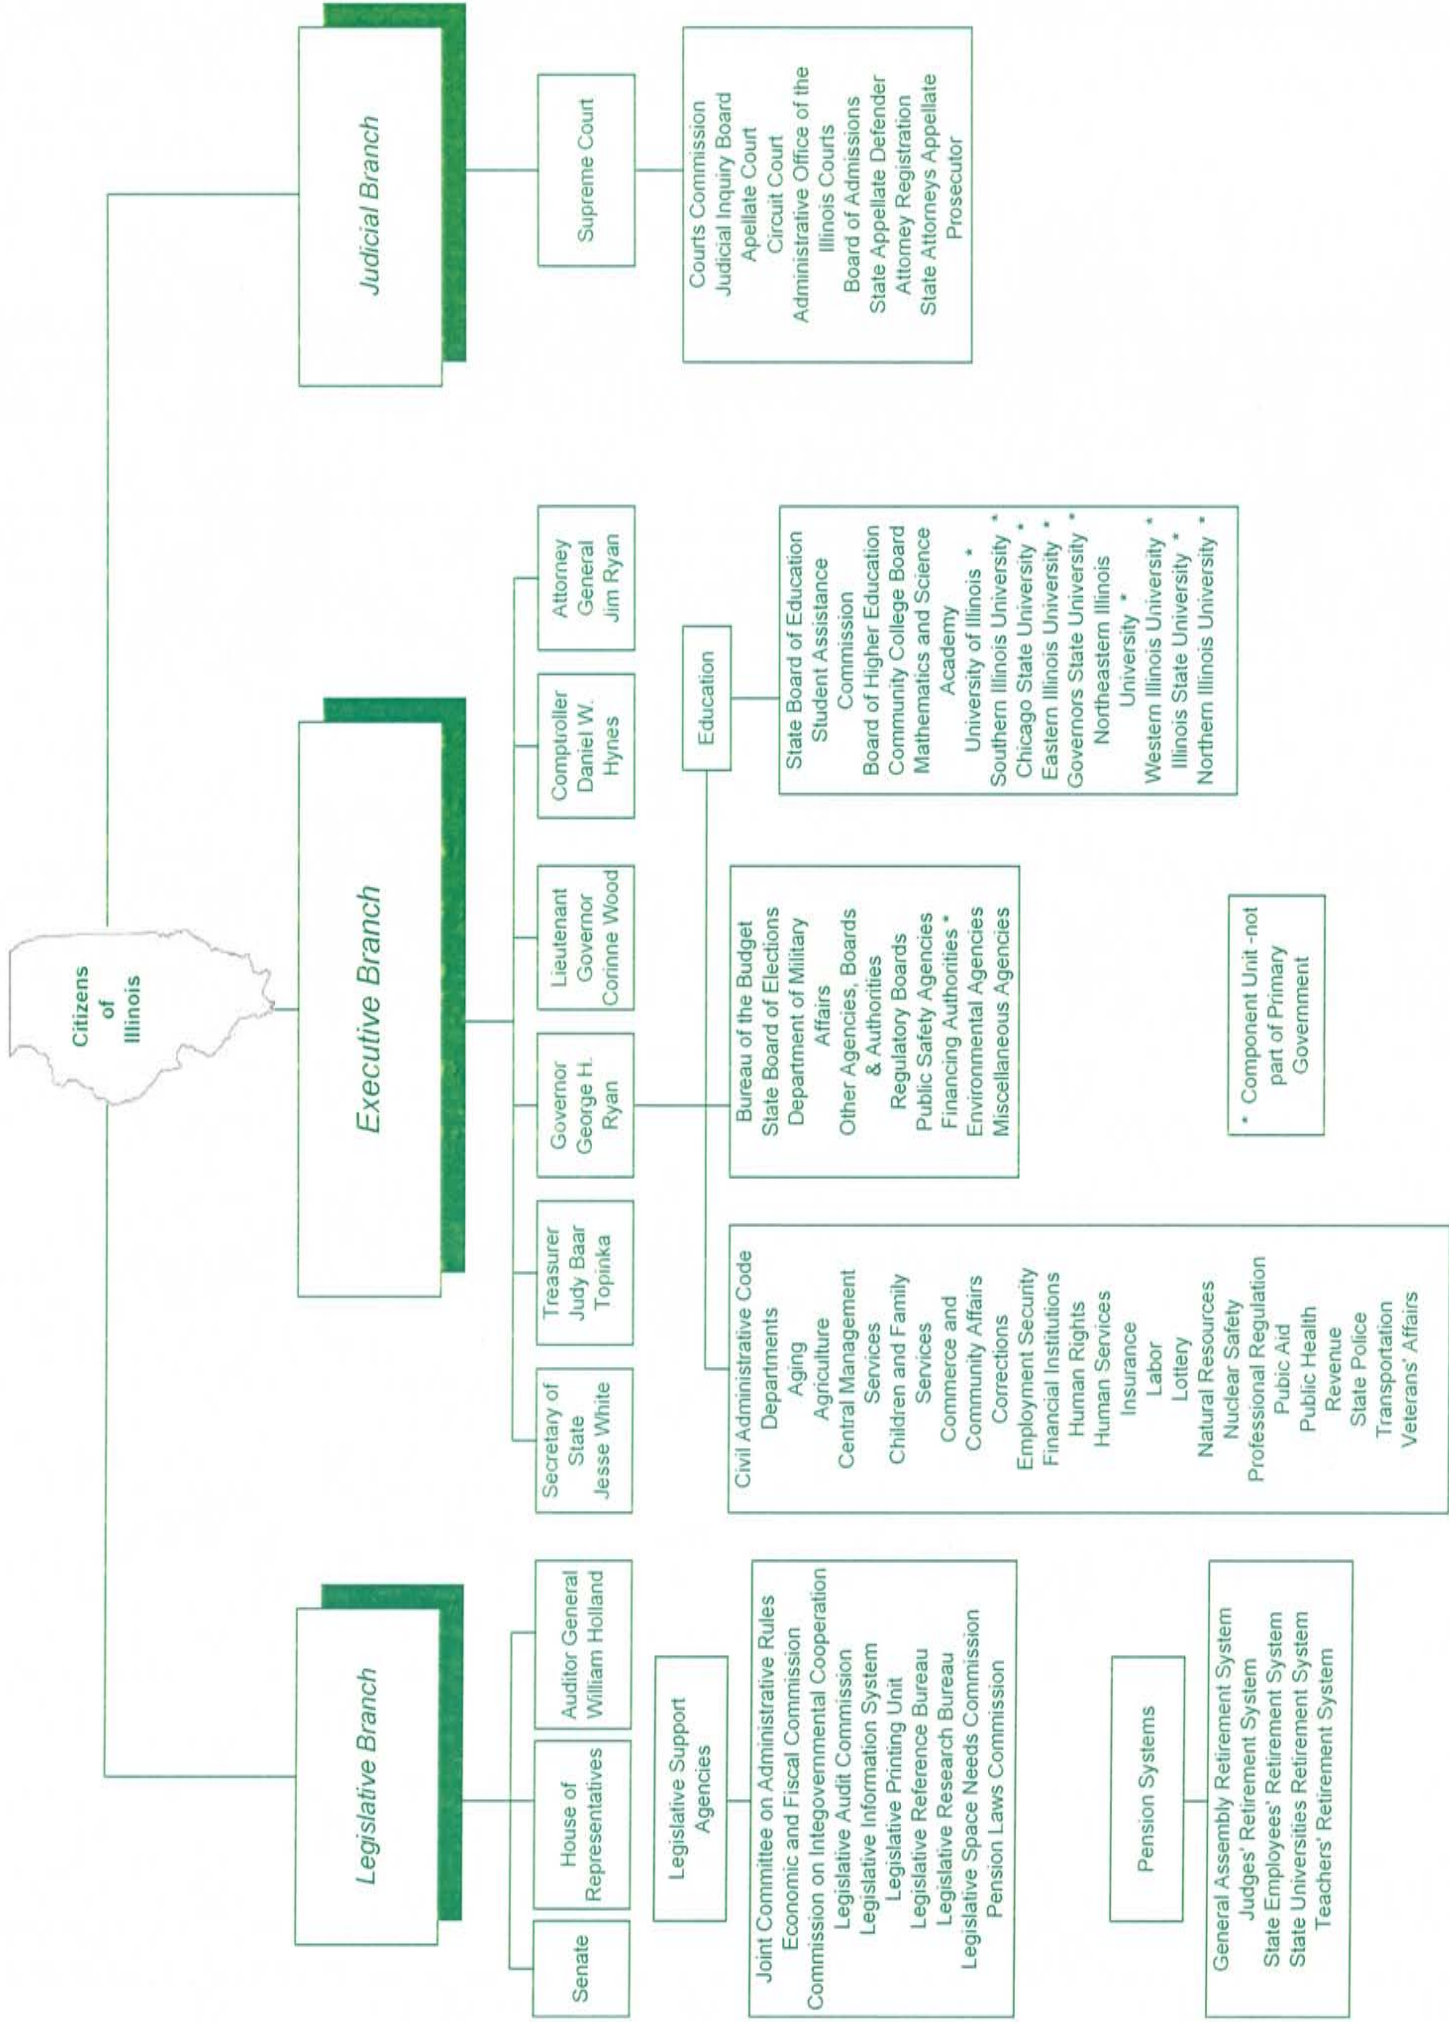 Citizens
of
Illinois
Legislative Branch
Executive Branch
Judicial Branch
Senate
House of
Representatives
Auditor General
William Holland
Secretary of
State
Jesse White
Treasurer
Judy Baar
Topinka
Governor
George H.
Ryan
Lieutenant
Governor
Corinne Wood
Comptroller
Daniel W.
Hynes
Attorney
General
Jim Ryan
Supreme Court
Legislative Support
Agencies
Joint Committee on Administrative Rules
Economic and Fiscal Commission
Commission on Integovernmental Cooperation
Legislative Audit Commission
Legislative Information System
Legislative Printing Unit
Legislative Reference Bureau
Legislative Research Bureau
Legislative Space Needs Commission
Pension Laws Commission
Pension Systems
General Assembly Retirement System
Judges' Retirement System
State Employees' Retirement System
State Universities Retirement System
Teachers' Retirement System
Civil Administrative Code
Departments
Aging
Agriculture
Central Management
Services
Children and Family
Services
Commerce and
Community Affairs
Corrections
Employment Security
Financial Institutions
Human Rights
Human Services
Insurance
Labor
Lottery
Natural Resources
Nuclear Safety
Professional Regulation
Pubic Aid
Public Health
Revenue
State Police
Transportation
Veterans' Affairs
Bureau of the Budget
State Board of Elections
Department of Military
Affairs
Other Agencies, Boards
& Authorities
Regulatory Boards
Public Safety Agencies
Financing Authorities *
Environmental Agencies
Miscellaneous Agencies
Education
State Board of Education
Student Assistance
Commission
Board of Higher Education
Community College Board
Mathematics and Science
Academy
University of Illinois *
Southern Illinois University *
Chicago State University *
Eastern Illinois University *
Governors State University *
Northeastern Illinois
University *
Western Illinois University *
Illinois State University *
Northern Illinois University *
Courts Commission
Judicial Inquiry Board
Apellate Court
Circuit Court
Administrative Office of the
Illinois Courts
Board of Admissions
State Appellate Defender
Attorney Registration
State Attorneys Appellate
Prosecutor
* Component Unit -not
part of Primary
Government